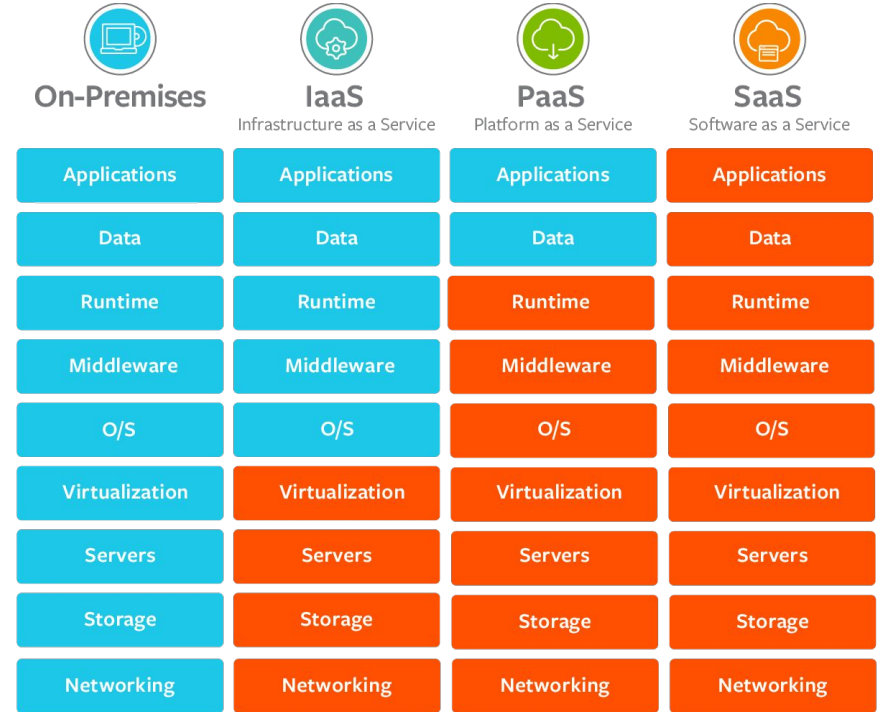 On-Premises
IaaS
Infrastructure as a Service
PaaS
Platform as a Service
SaaS
Software as a Service
Applications Applications Applications Applications
Data Data Data Data
Runtime Runtime Runtime Runtime
Middleware Middleware Middleware Middleware
O/S O/S O/S O/S
Virtualization Virtualization Virtualization Virtualization
Servers Servers Servers Servers
Storage Storage Storage Storage
Networking Networking Networking Networking